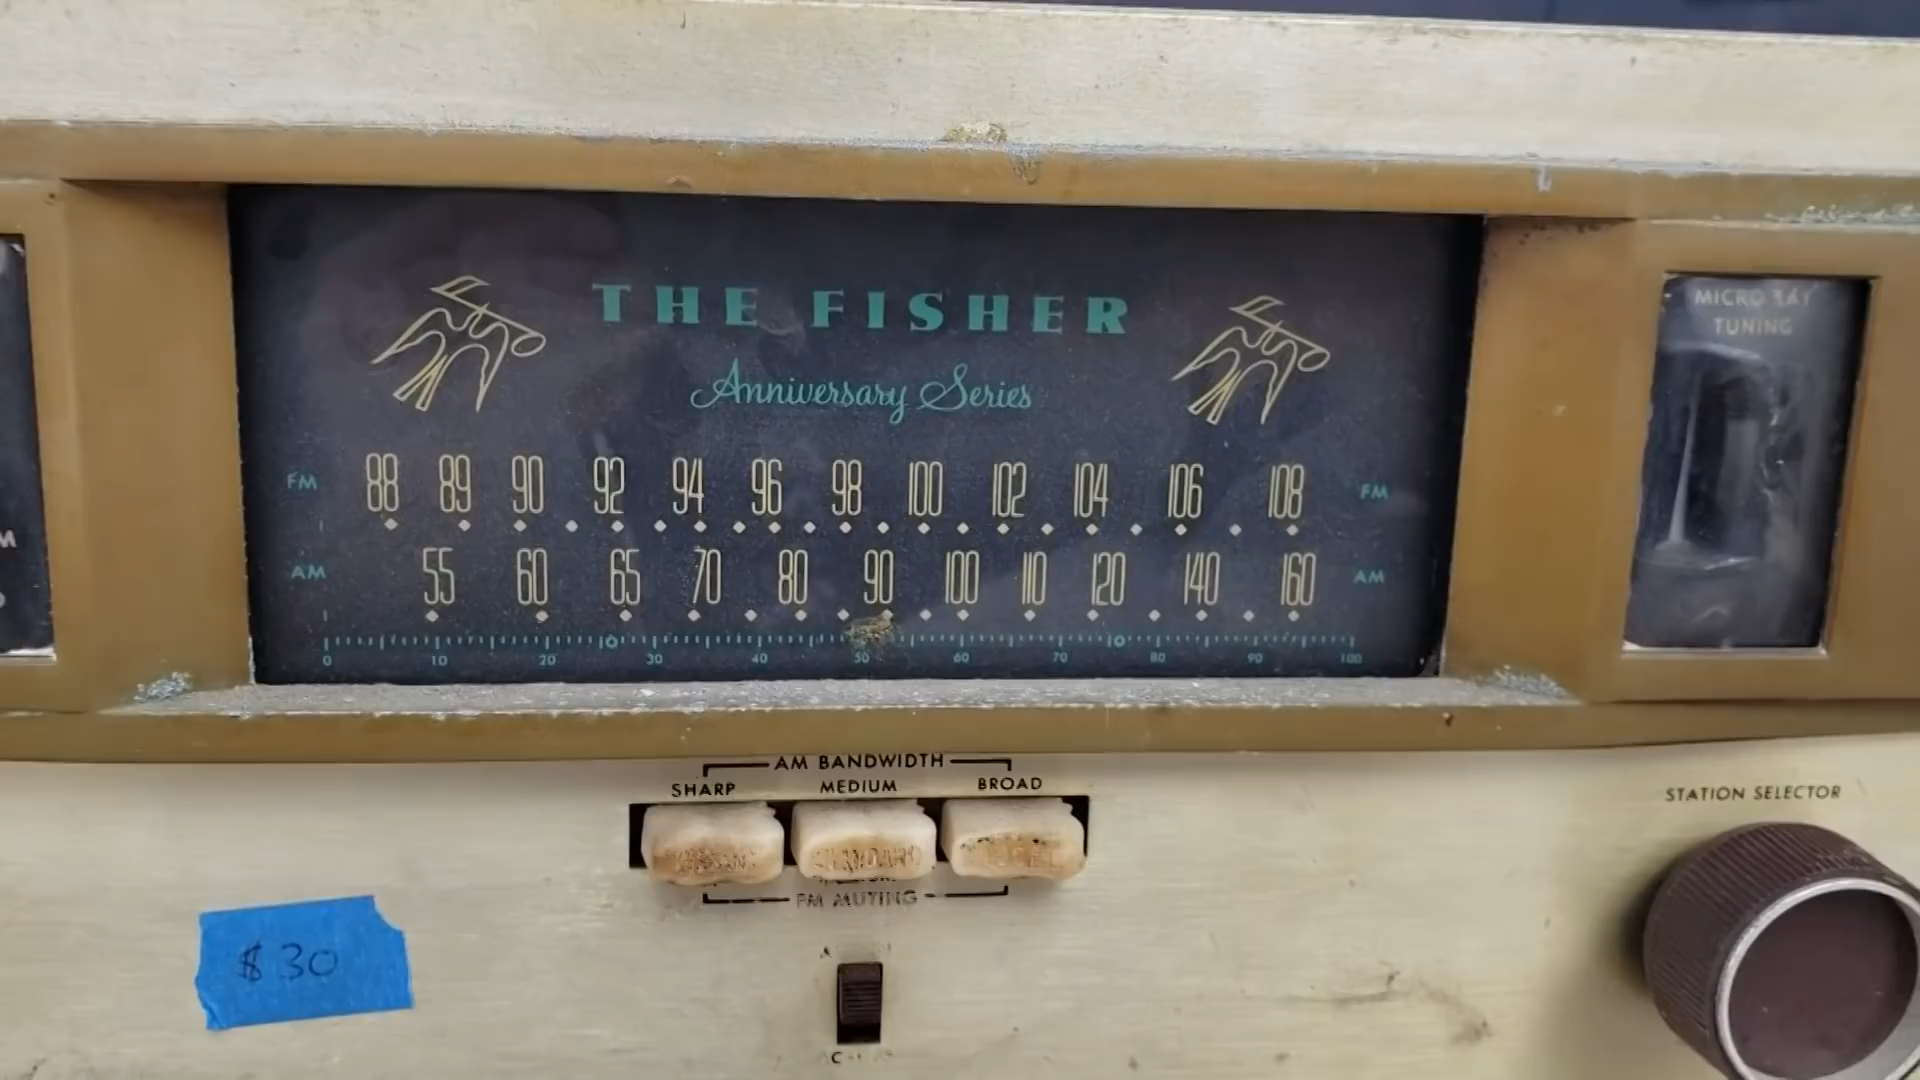 THE FISHER
Anniversary Series
MICRO RAY
TUNING
FM 88 89 90 92 94 96 98 100 102 104 106 108 FM
AM 55 60 65 70 80 90 100 110 120 140 160 AM
0 10 20 30 40 50 60 70 80 90 100
AM BANDWIDTH
SHARP MEDIUM BROAD
FM MUTING
STATION SELECTOR
$30